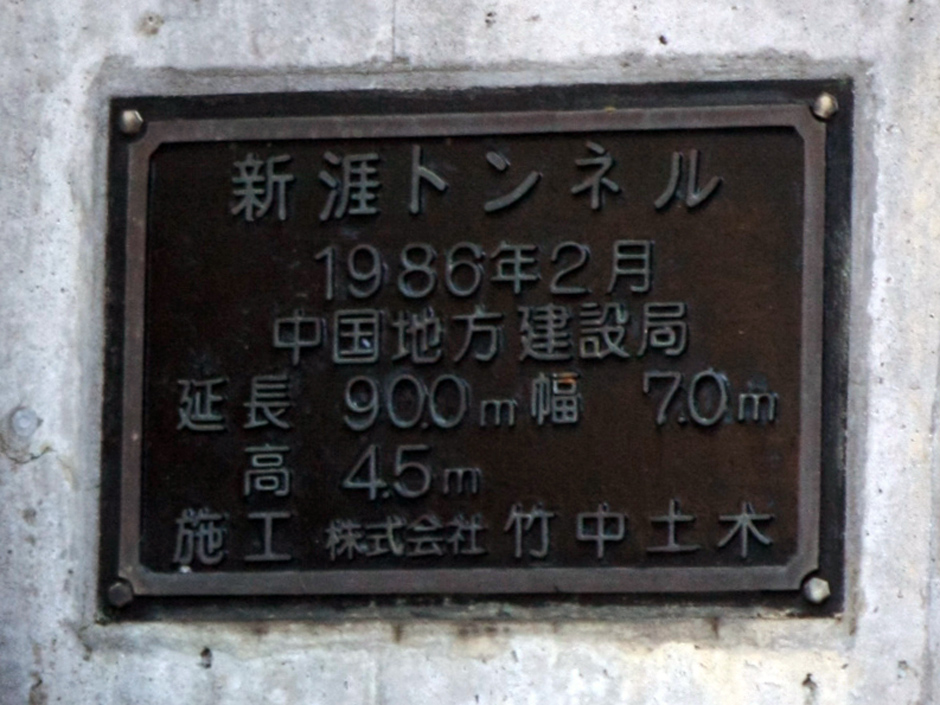 新涯トンネル
1986年2月
中国地方建設局
延長 90.0m 幅 7.0m
高 4.5m
施工 株式会社 竹中土木